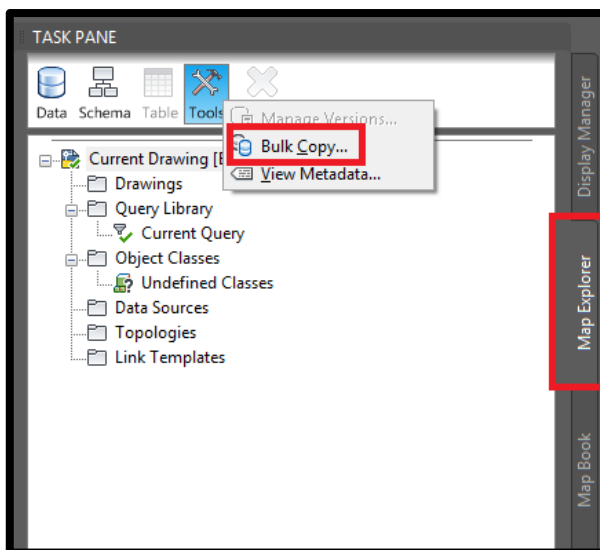 TASK PANE
Data Schema Table Tools
Manage Versions...
Bulk Copy...
View Metadata...
Current Drawing [
Drawings
Query Library
Current Query
Object Classes
Undefined Classes
Data Sources
Topologies
Link Templates
Display Manager
Map Explorer
Map Book